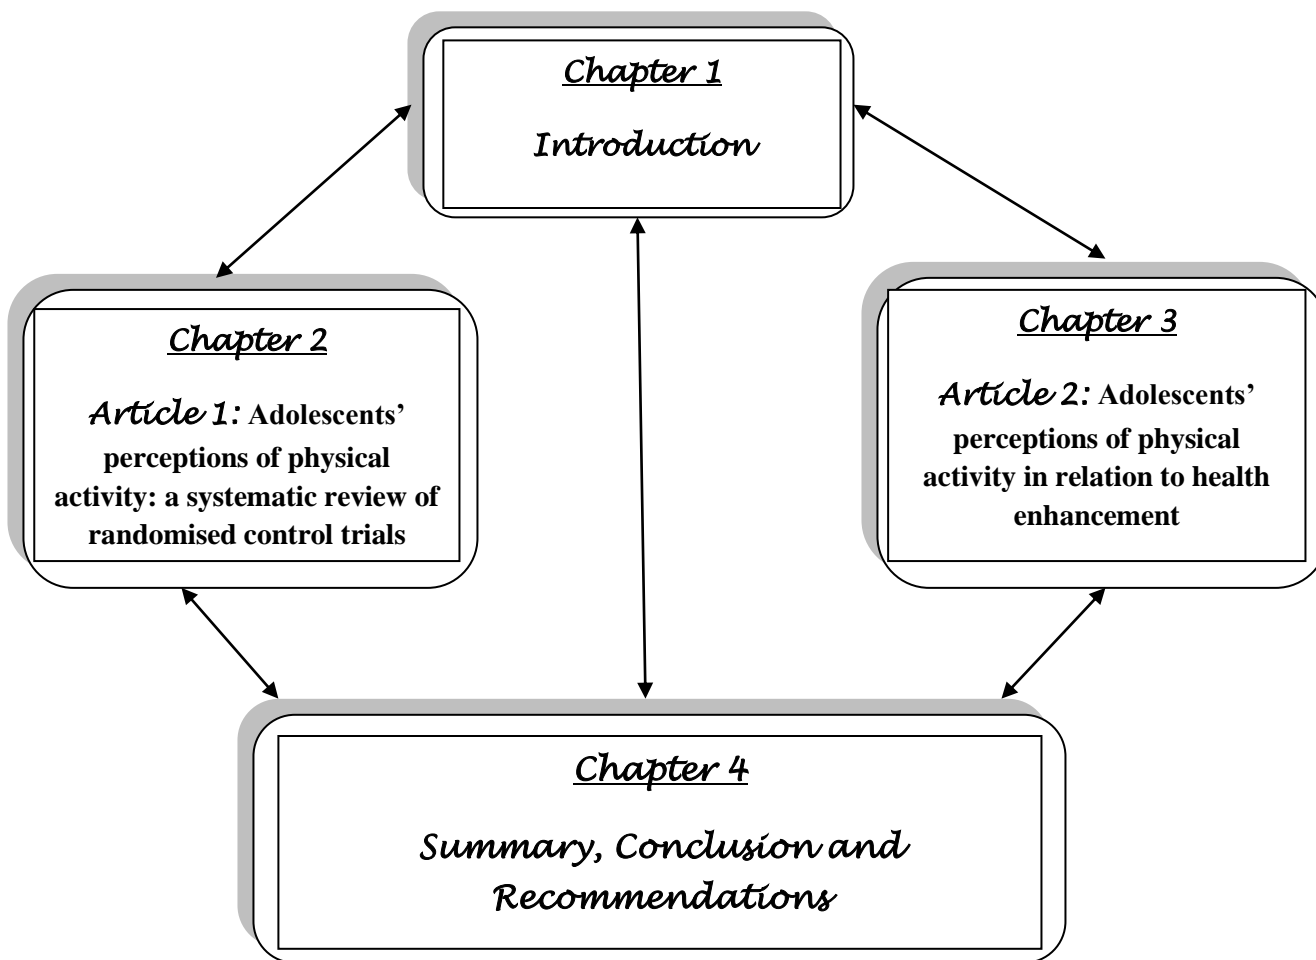 Chapter 1
Introduction
Chapter 2
Article 1: Adolescents’
perceptions of physical
activity: a systematic review of
randomised control trials
Chapter 3
Article 2: Adolescents’
perceptions of physical
activity in relation to health
enhancement
Chapter 4
Summary, Conclusion and
Recommendations